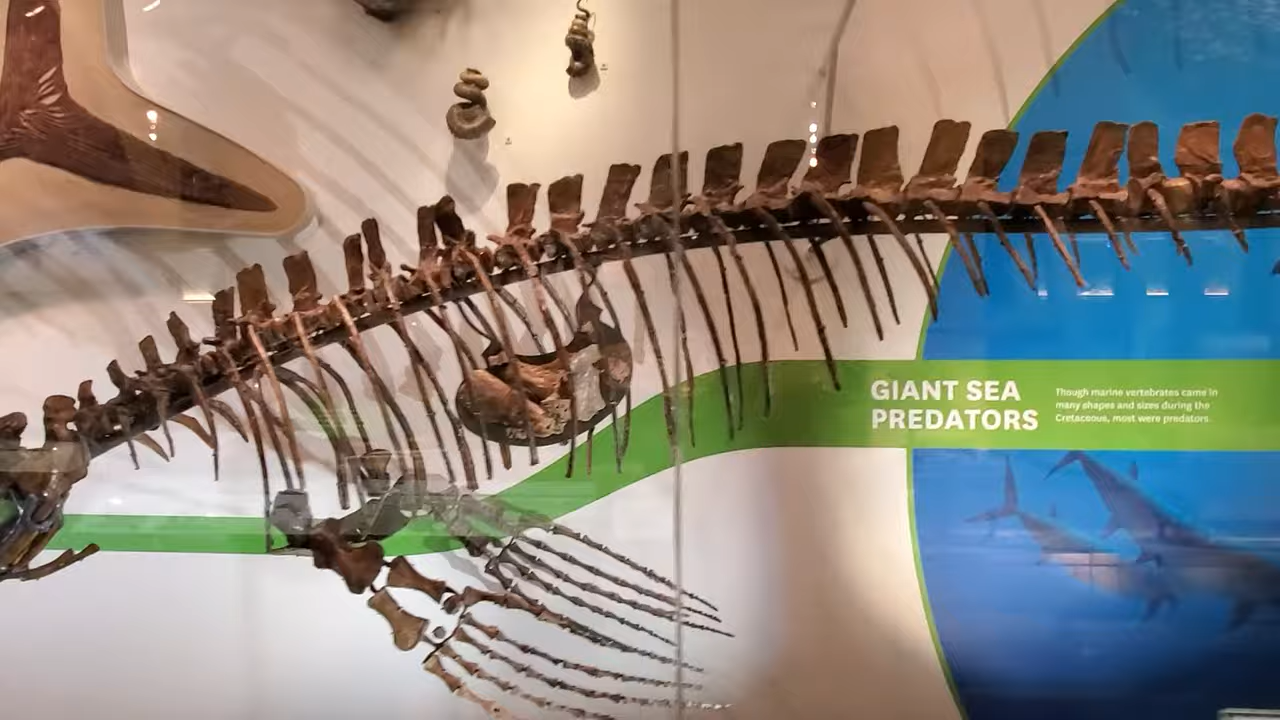 GIANT SEA
PREDATORS
Though marine vertebrates came in
many shapes and sizes during the
Cretaceous, most were predators.